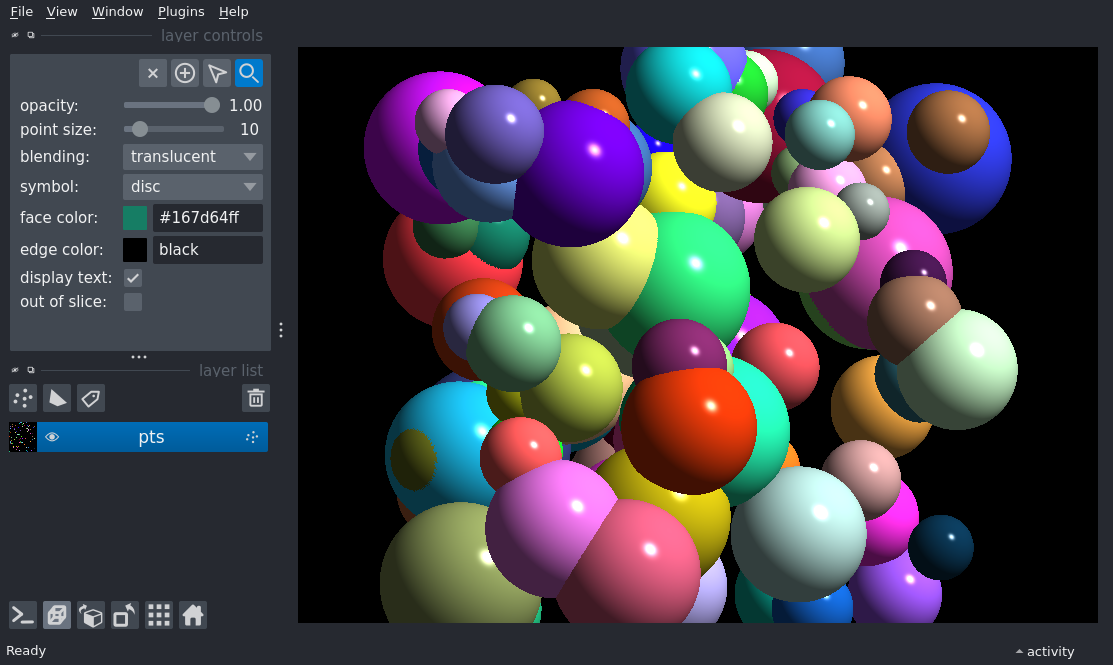 File View Window Plugins Help
layer controls
opacity: 1.00
point size: 10
blending: translucent
symbol: disc
face color: #167d64ff
edge color: black
display text:
out of slice:
layer list
pts
Ready
activity